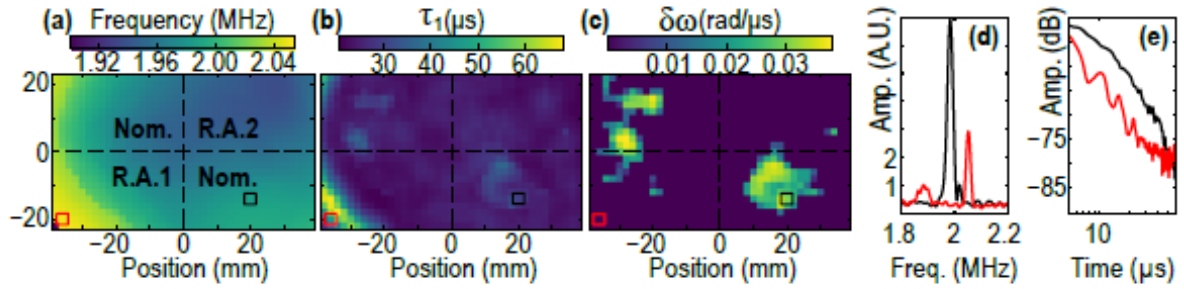 (a) Frequency (MHz)
1.92 1.96 2.00 2.04
(b) τ1(μs)
30 40 50 60
(c) δω(rad/μs)
0.01 0.02 0.03
(d)
(e)
20
0
−20
Nom. R.A.2
R.A.1 Nom.
−20 0 20
Position (mm)
−20 0 20
Position (mm)
−20 0 20
Position (mm)
Amp. (A.U.)
2
1
1.8 2 2.2
Freq. (MHz)
Amp. (dB)
−75
−85
10
Time (μs)